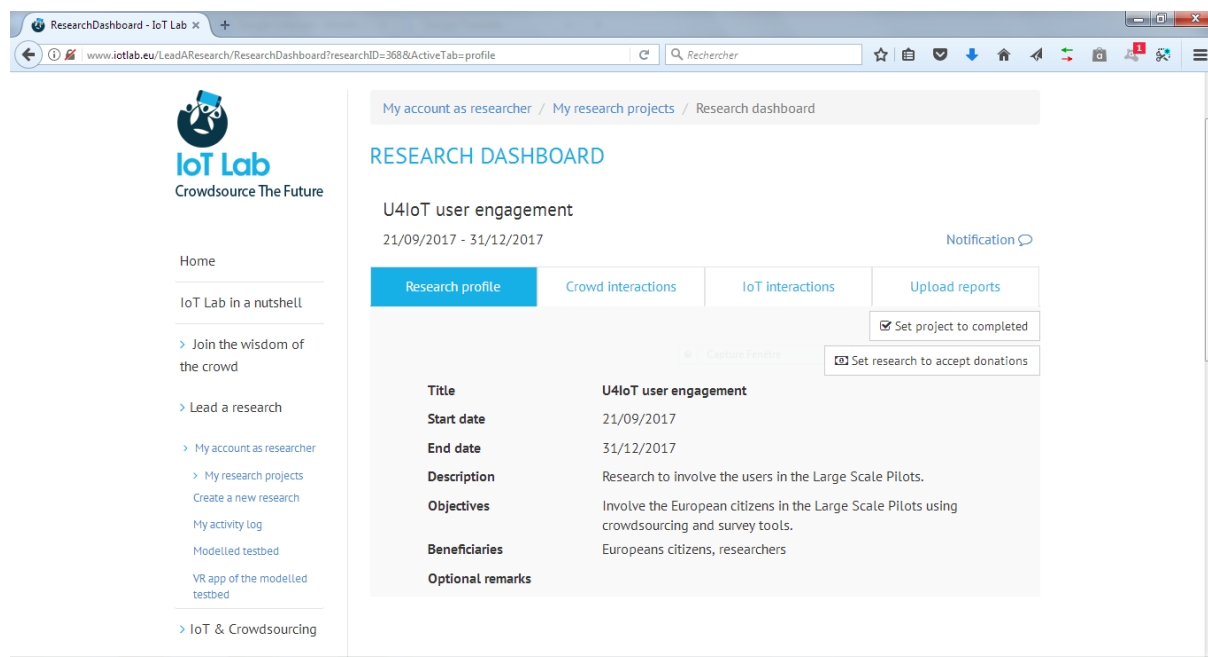 ResearchDashboard - IoT Lab × +
www.iotlab.eu/LeadAResearch/ResearchDashboard?researchID=368&ActiveTab=profile
Rechercher
1
IoT Lab
Crowdsource The Future
Home
IoT Lab in a nutshell
> Join the wisdom of
the crowd
> Lead a research
> My account as researcher
> My research projects
Create a new research
My activity log
Modelled testbed
VR app of the modelled
testbed
> IoT & Crowdsourcing
My account as researcher / My research projects / Research dashboard
RESEARCH DASHBOARD
U4IoT user engagement
21/09/2017 - 31/12/2017
Notification
Research profile Crowd interactions IoT interactions Upload reports
Set project to completed
Capture Fenêtre
Set research to accept donations
Title U4IoT user engagement
Start date 21/09/2017
End date 31/12/2017
Description Research to involve the users in the Large Scale Pilots.
Objectives Involve the European citizens in the Large Scale Pilots using
crowdsourcing and survey tools.
Beneficiaries Europeans citizens, researchers
Optional remarks